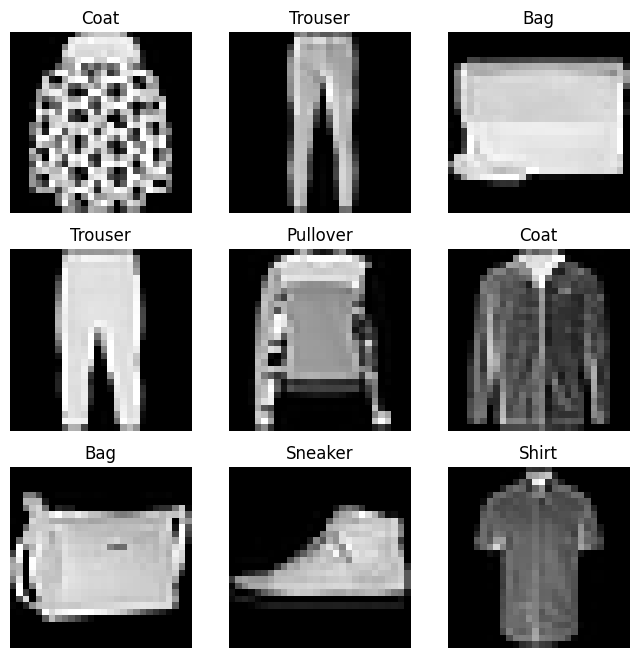 Coat
Trouser
Bag
Trouser
Pullover
Coat
Bag
Sneaker
Shirt